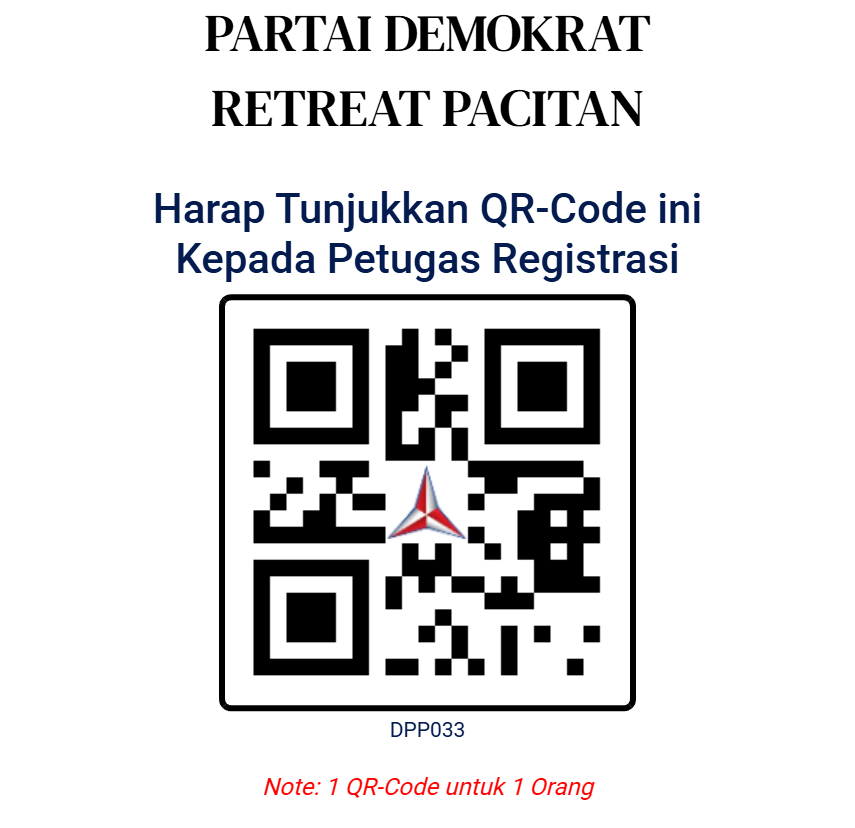 PARTAI DEMOKRAT
RETREAT PACITAN
Harap Tunjukkan QR-Code ini
Kepada Petugas Registrasi
DPP033
Note: 1 QR-Code untuk 1 Orang